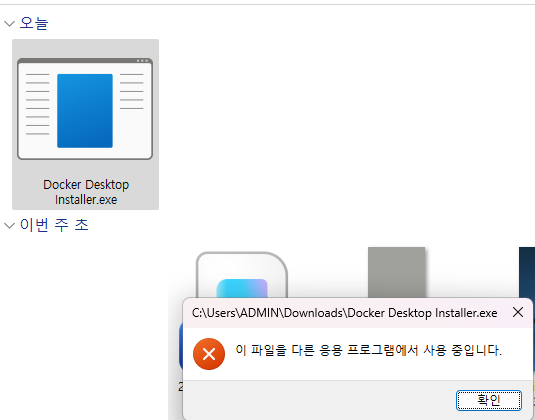 오늘
Docker Desktop
Installer.exe
이번 주 초
C:\Users\ADMIN\Downloads\Docker Desktop Installer.exe
이 파일을 다른 응용 프로그램에서 사용 중입니다.
확인